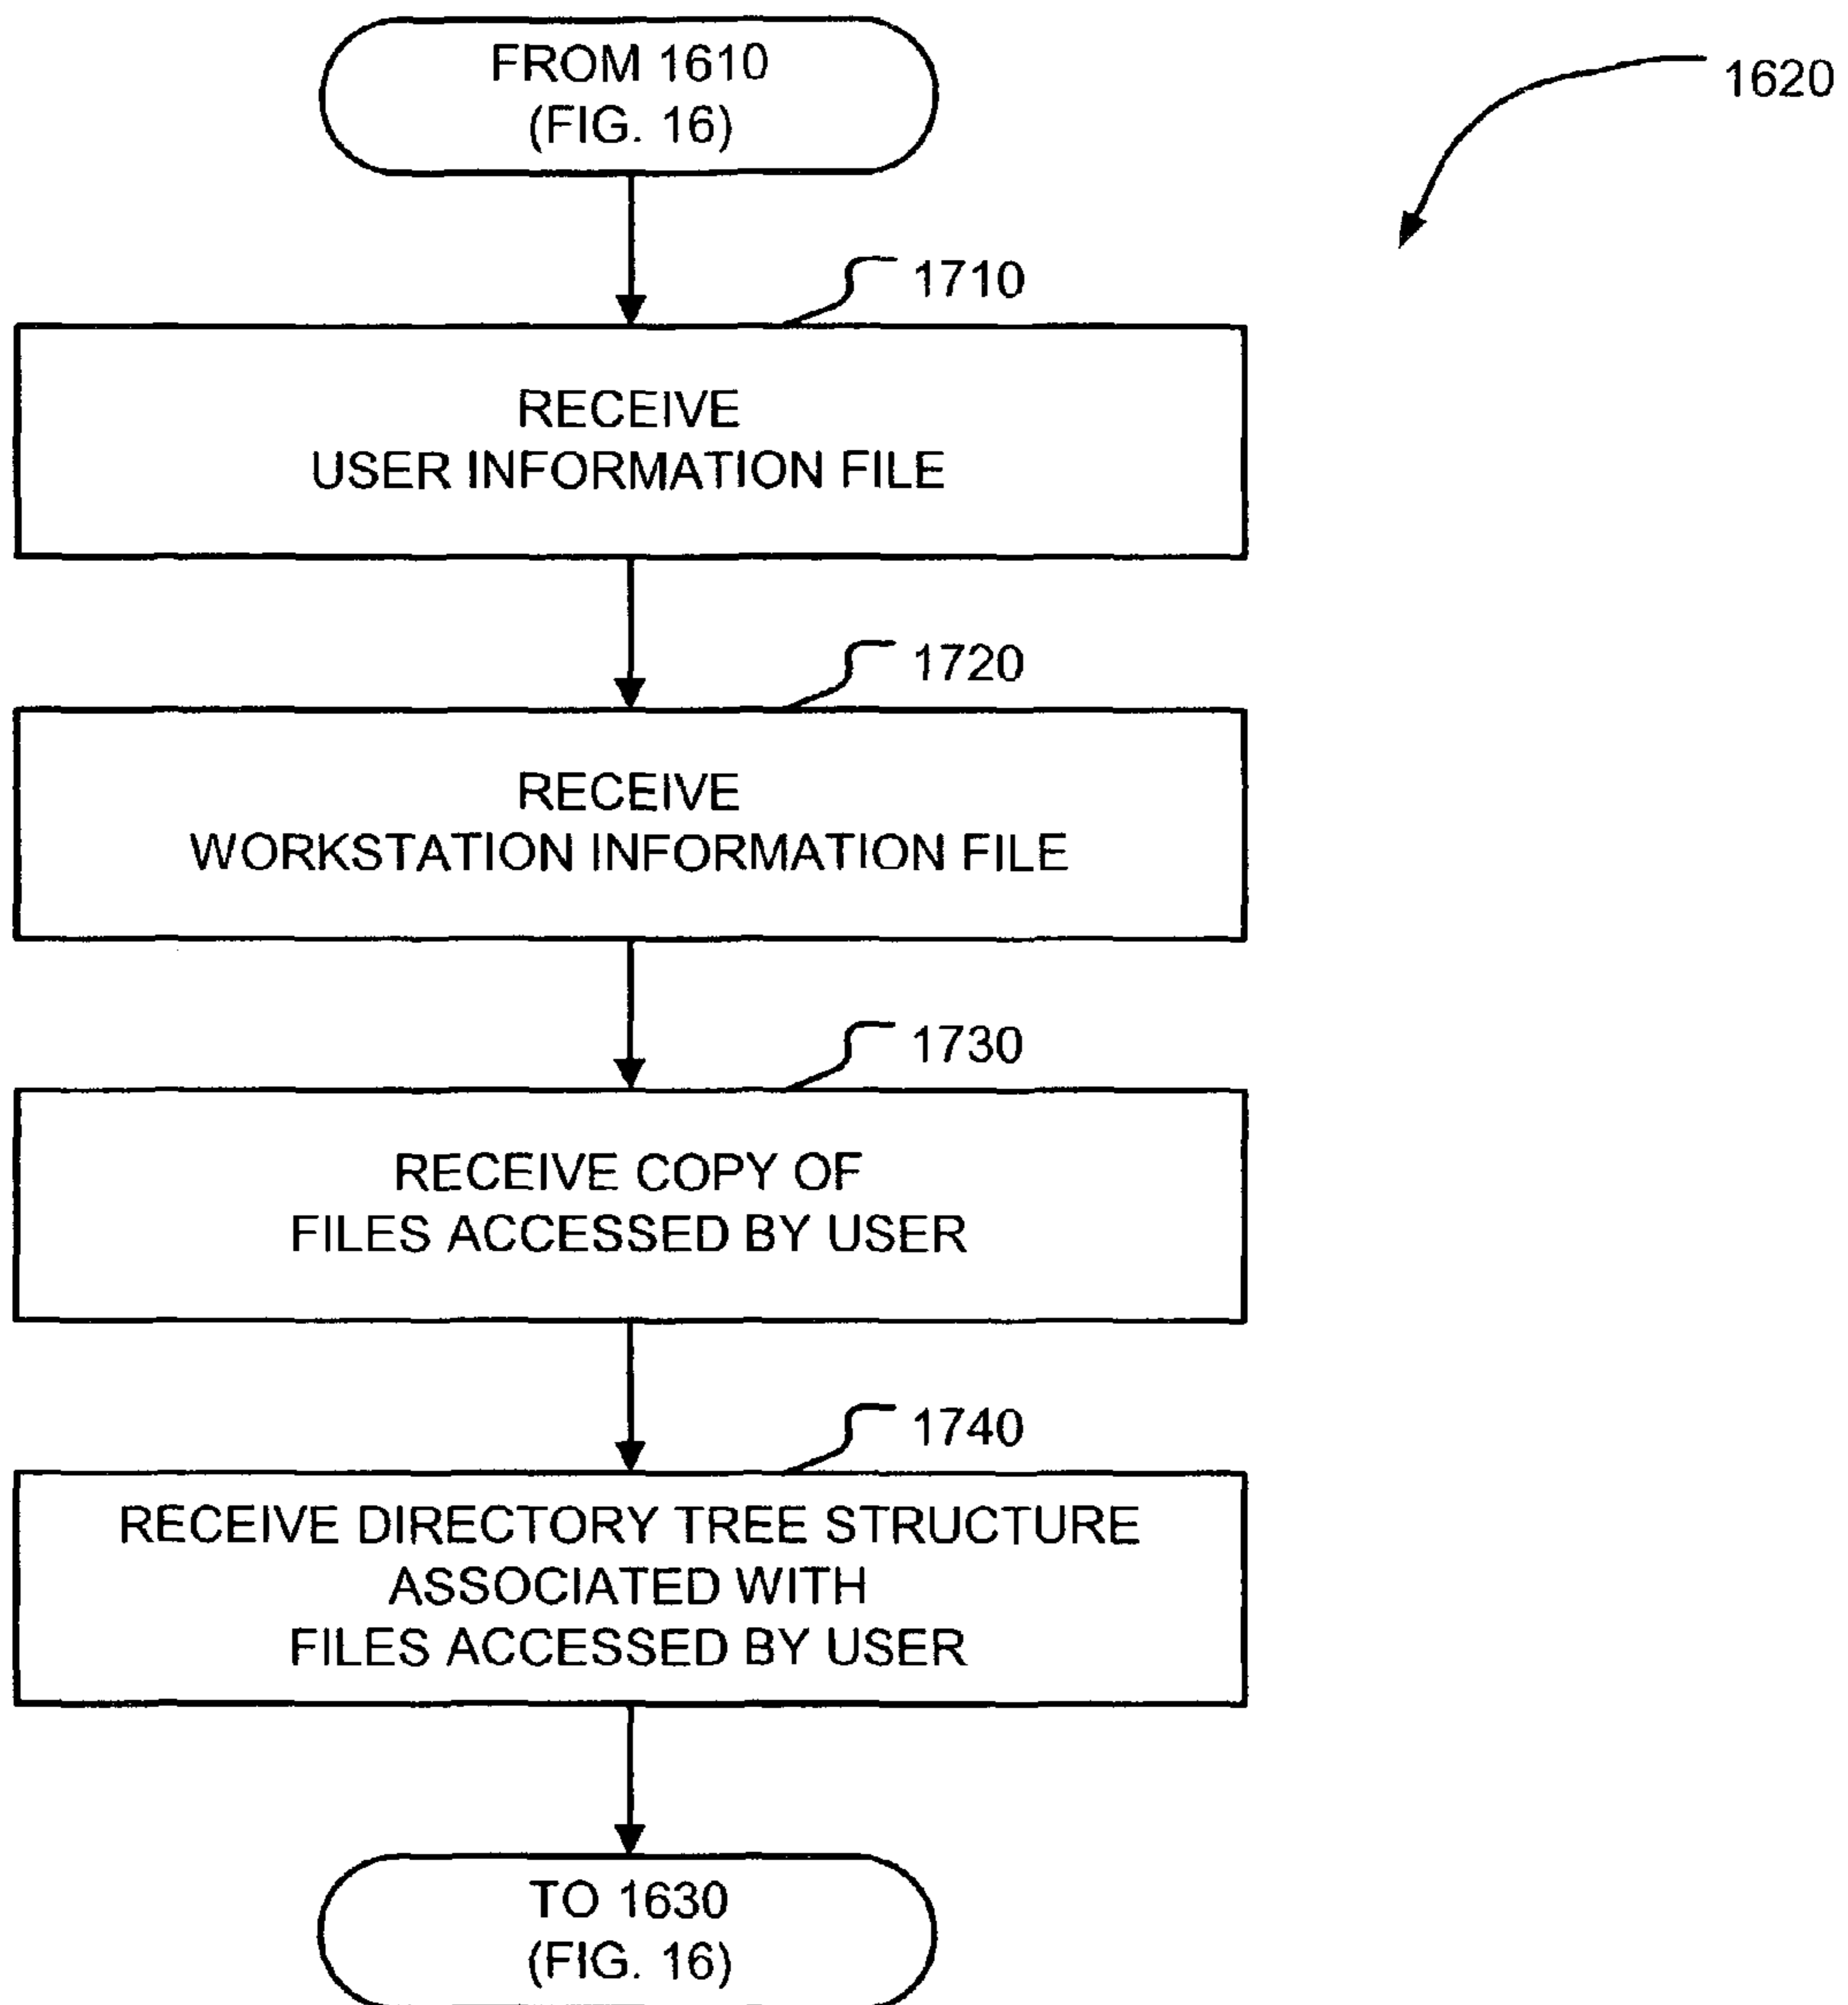 FROM 1610
(FIG. 16)
1620
1710
RECEIVE
USER INFORMATION FILE
1720
RECEIVE
WORKSTATION INFORMATION FILE
1730
RECEIVE COPY OF
FILES ACCESSED BY USER
1740
RECEIVE DIRECTORY TREE STRUCTURE
ASSOCIATED WITH
FILES ACCESSED BY USER
TO 1630
(FIG. 16)